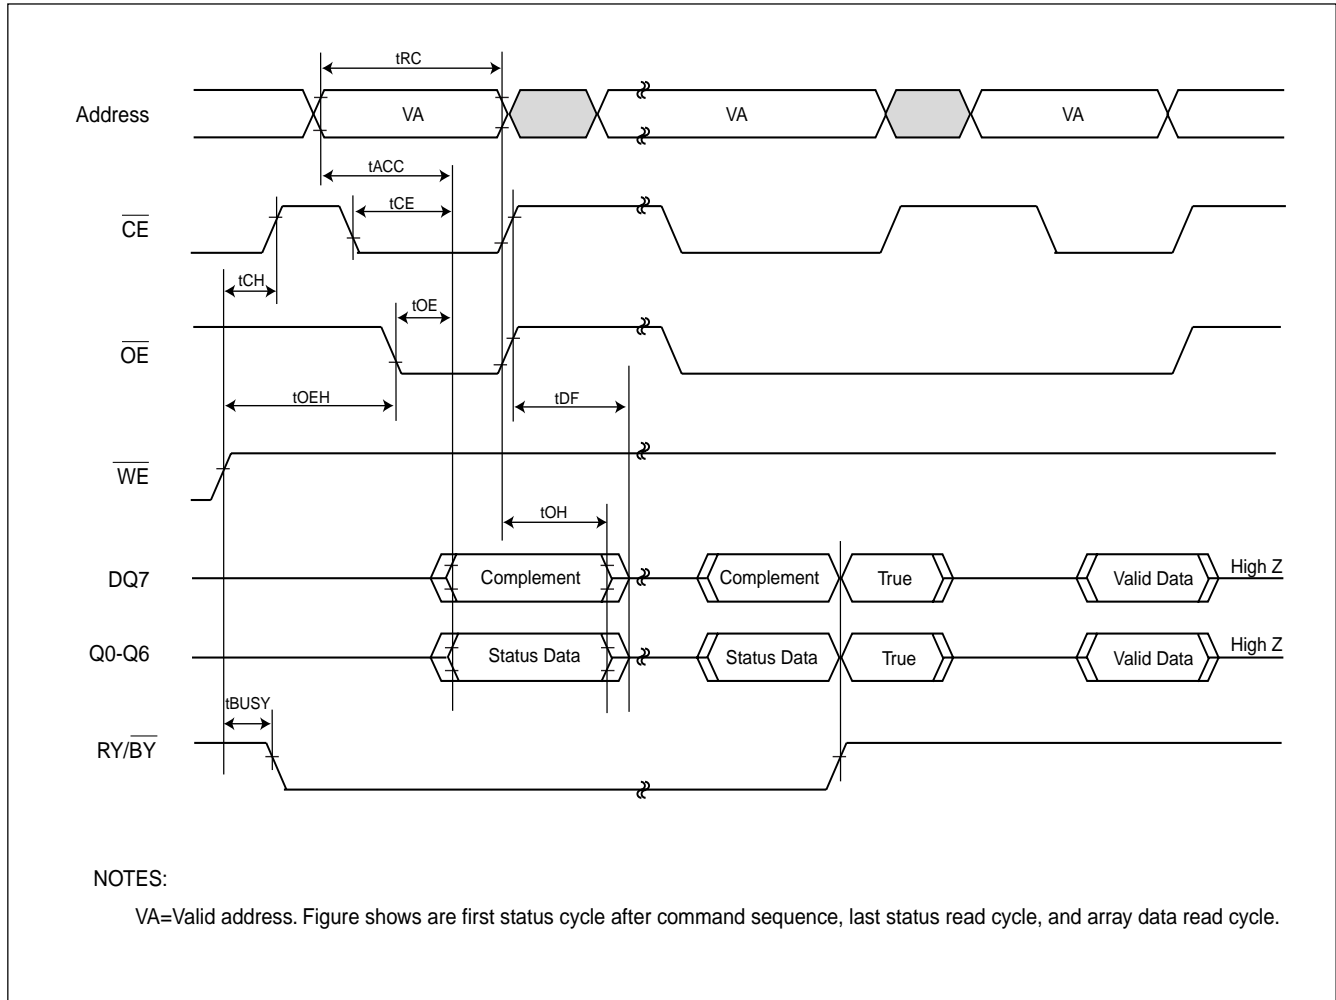 tRC
Address VA VA VA
tACC
tCE
CE
tCH
tOE
OE
tOEH
tDF
WE
tOH
DQ7 Complement Complement True Valid Data High Z
Q0-Q6 Status Data Status Data True Valid Data High Z
tBUSY
RY/BY
NOTES:
VA=Valid address. Figure shows are first status cycle after command sequence, last status read cycle, and array data read cycle.